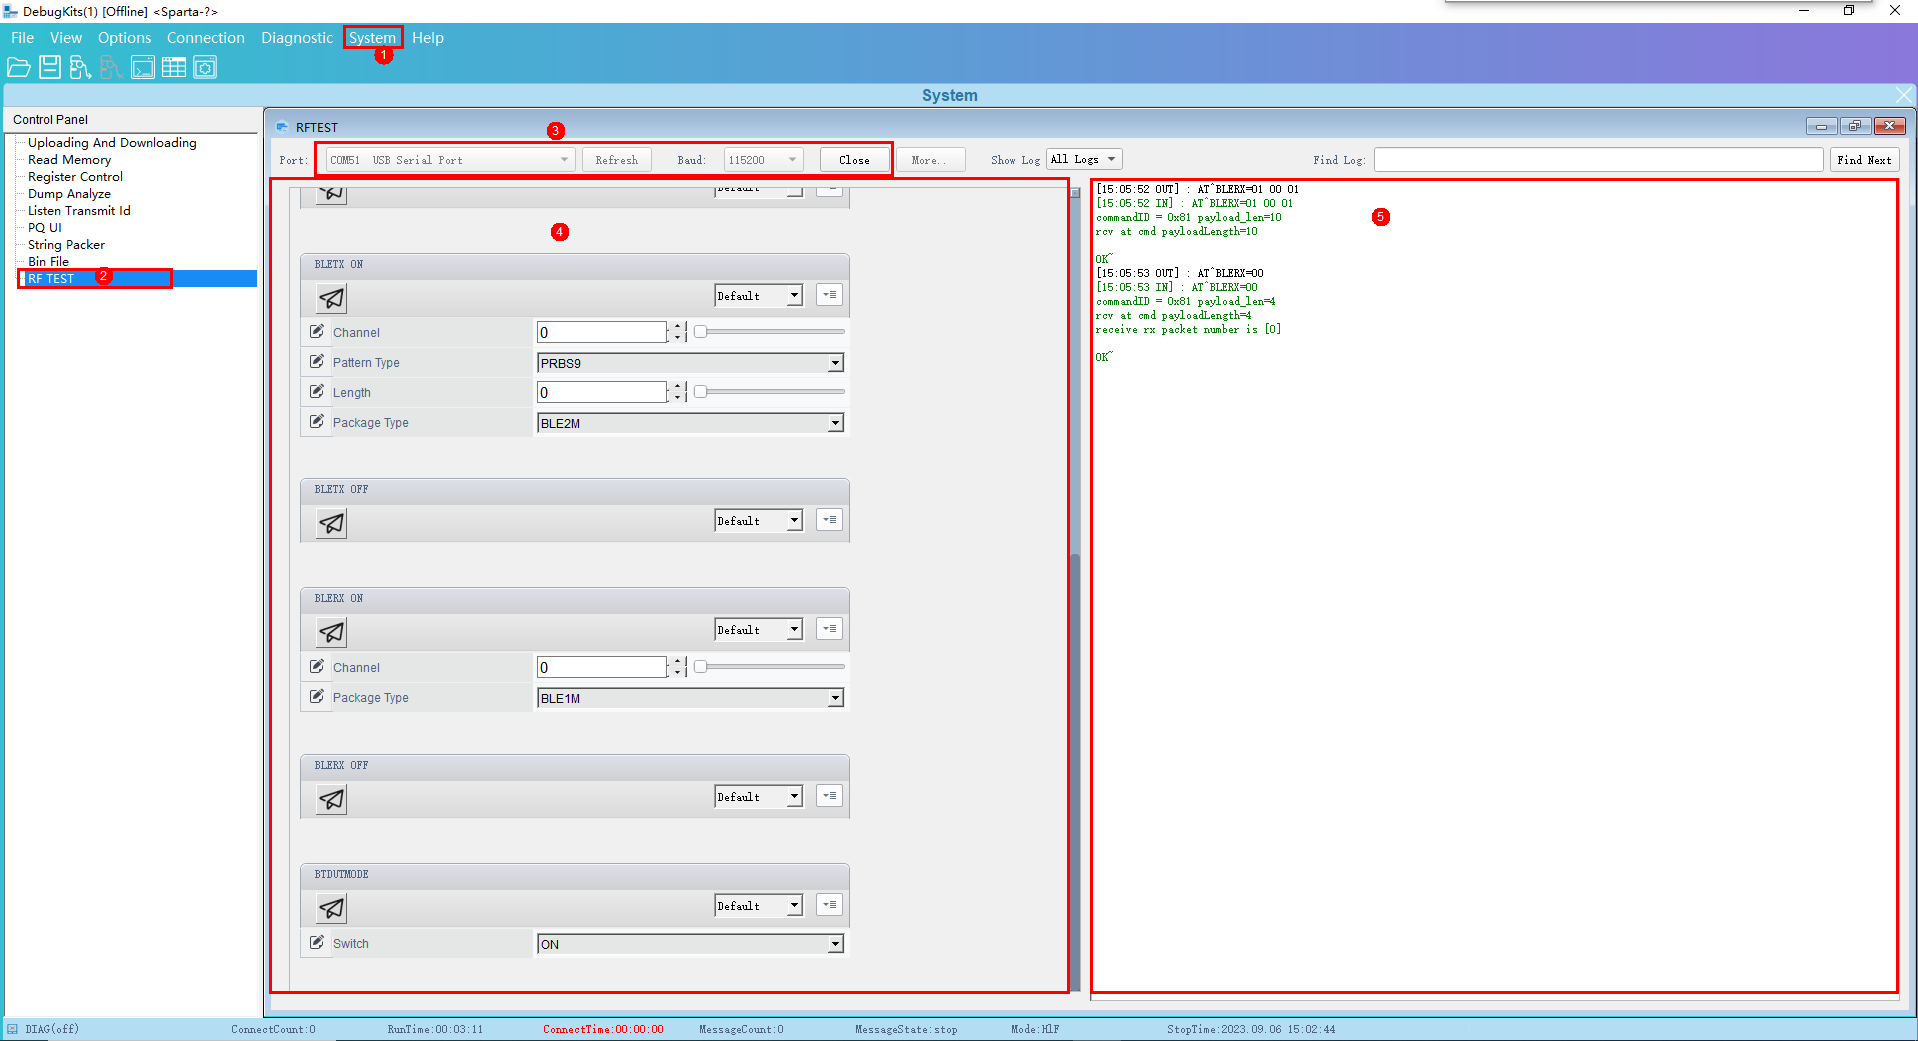 DebugKits(1) [Offline] <Sparta-?>
File View Options Connection Diagnostic System Help
1
System
Control Panel
Uploading And Downloading
Read Memory
Register Control
Dump Analyze
Listen Transmit Id
PQ UI
String Packer
Bin File
RF TEST
2
RFTEST
3
Port: COM51 USB Serial Port Refresh Baud: 115200 Close More.. Show Log All Logs Find Log: Find Next
Default
4
BLETX ON
Default
Channel 0
Pattern Type PRBS9
Length 0
Package Type BLE2M
BLETX OFF
Default
BLERX ON
Default
Channel 0
Package Type BLE1M
BLERX OFF
Default
BTDUTMODE
Default
Switch ON
5
[15:05:52 OUT] : AT^BLERX=01 00 01
[15:05:52 IN] : AT^BLERX=01 00 01
commandID = 0x81 payload_len=10
rcv at cmd payloadLength=10
OK~
[15:05:53 OUT] : AT^BLERX=00
[15:05:53 IN] : AT^BLERX=00
commandID = 0x81 payload_len=4
rcv at cmd payloadLength=4
receive rx packet number is [0]
OK~
DIAG(off) ConnectCount:0 RunTime:00:03:11 ConnectTime:00:00:00 MessageCount:0 MessageState:stop Mode:HLF StopTime:2023.09.06 15:02:44